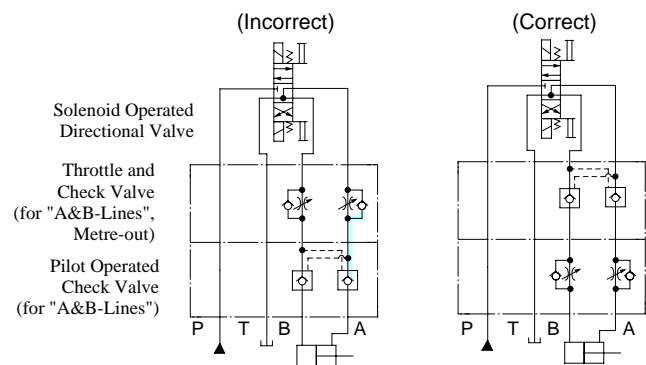 (Incorrect)
(Correct)
Solenoid Operated
Directional Valve
Throttle and
Check Valve
(for "A&B-Lines",
Metre-out)
Pilot Operated
Check Valve
(for "A&B-Lines")
P T B A
P T B A